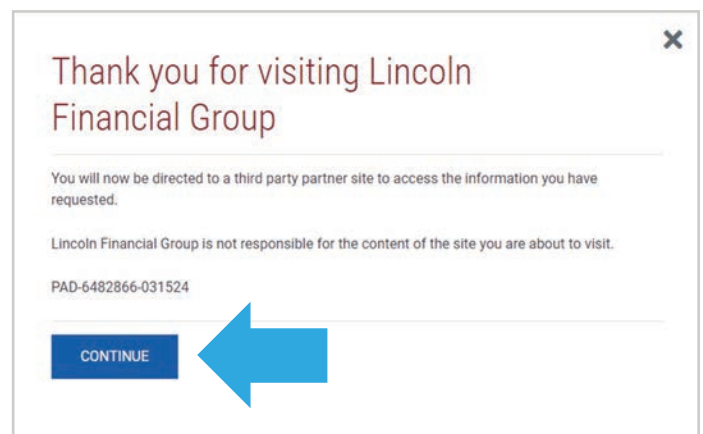 Thank you for visiting Lincoln
Financial Group
You will now be directed to a third party partner site to access the information you have
requested.
Lincoln Financial Group is not responsible for the content of the site you are about to visit.
PAD-6482866-031524
CONTINUE